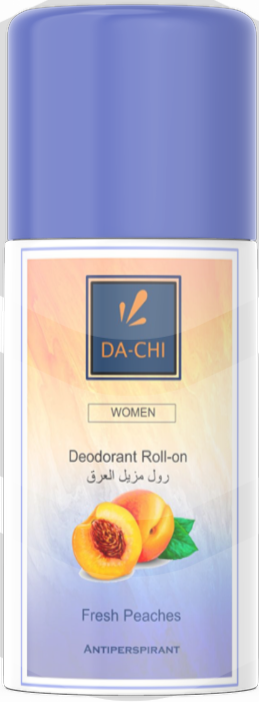 DA-CHI
WOMEN
Deodorant Roll-on
رول مزيل العرق
Fresh Peaches
ANTIPERSPIRANT